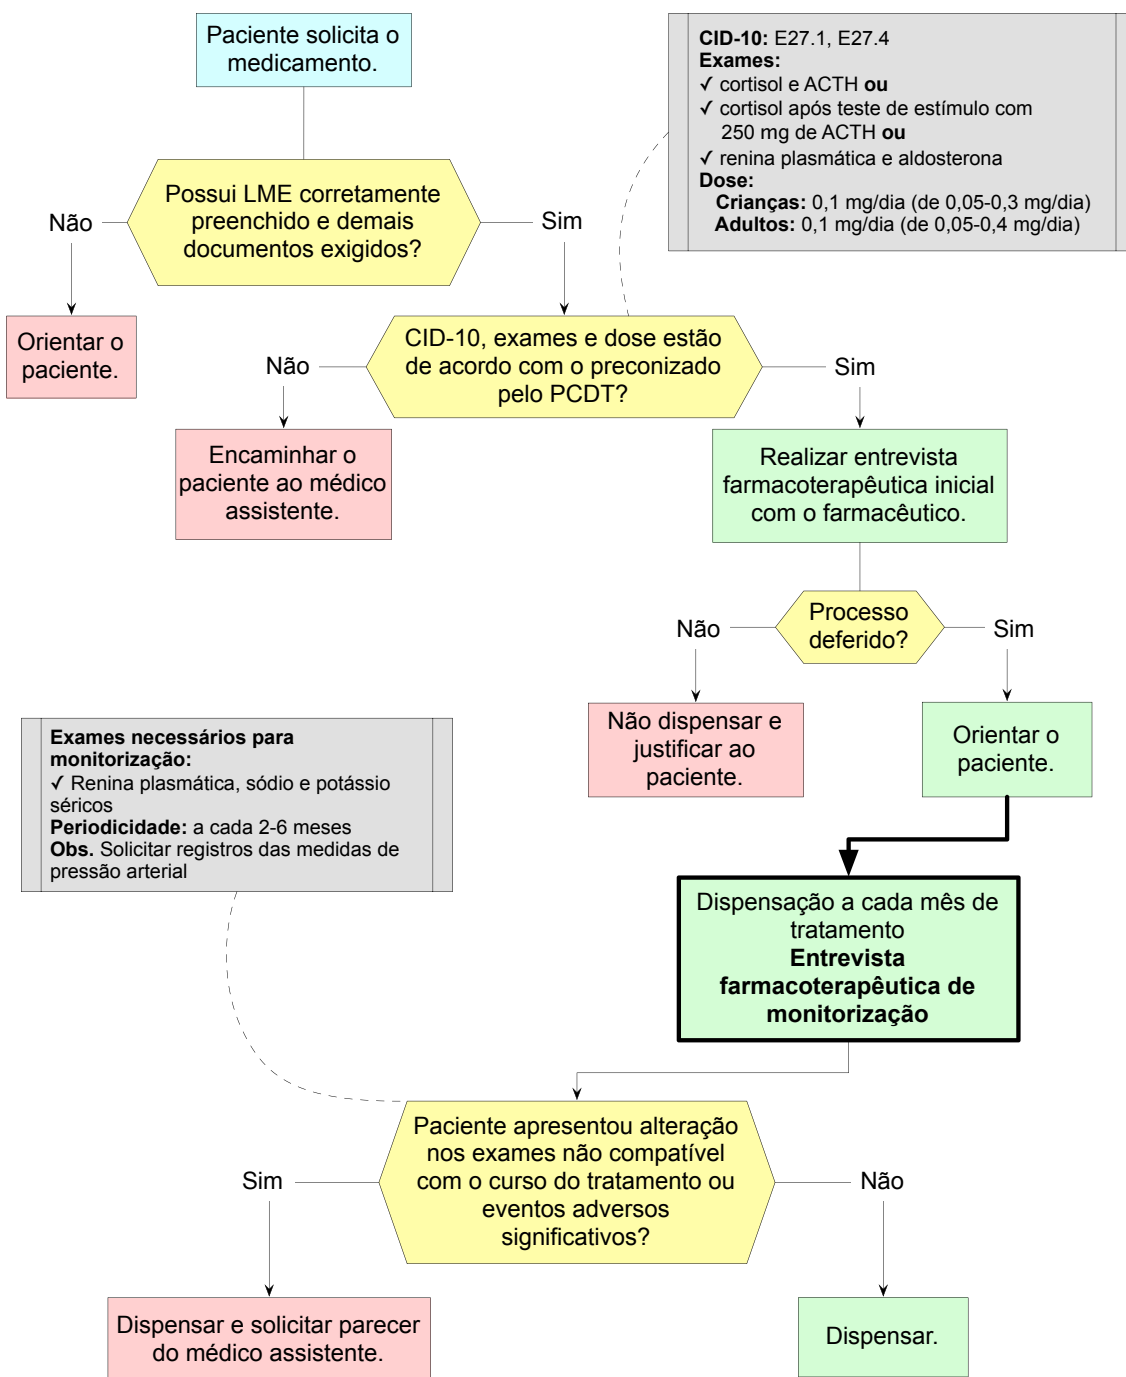 Paciente solicita o
medicamento.
CID-10: E27.1, E27.4
Exames:
✓ cortisol e ACTH ou
✓ cortisol após teste de estímulo com
250 mg de ACTH ou
✓ renina plasmática e aldosterona
Dose:
Crianças: 0,1 mg/dia (de 0,05-0,3 mg/dia)
Adultos: 0,1 mg/dia (de 0,05-0,4 mg/dia)
Possui LME corretamente
preenchido e demais
documentos exigidos?
Não
Sim
Orientar o
paciente.
CID-10, exames e dose estão
de acordo com o preconizado
pelo PCDT?
Não
Sim
Encaminhar o
paciente ao médico
assistente.
Realizar entrevista
farmacoterapêutica inicial
com o farmacêutico.
Processo
deferido?
Não
Sim
Não dispensar e
justificar ao
paciente.
Orientar o
paciente.
Exames necessários para
monitorização:
✓ Renina plasmática, sódio e potássio
séricos
Periodicidade: a cada 2-6 meses
Obs. Solicitar registros das medidas de
pressão arterial
Dispensação a cada mês de
tratamento
Entrevista
farmacoterapêutica de
monitorização
Paciente apresentou alteração
nos exames não compatível
com o curso do tratamento ou
eventos adversos
significativos?
Sim
Não
Dispensar e solicitar parecer
do médico assistente.
Dispensar.